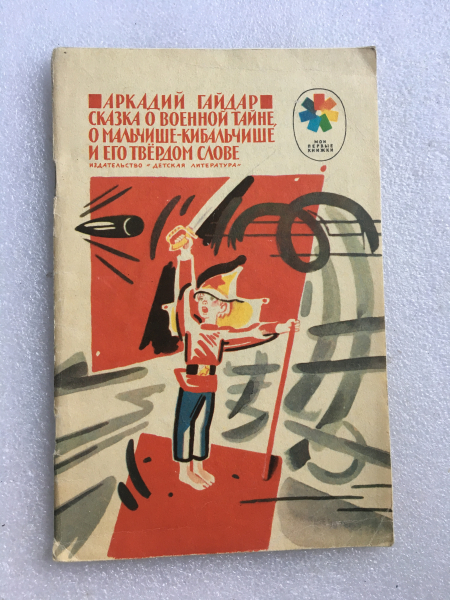 АРКАДИЙ ГАЙДАР
СКАЗКА О ВОЕННОЙ ТАЙНЕ,
О МАЛЬЧИШЕ-КИБАЛЬЧИШЕ
И ЕГО ТВЁРДОМ СЛОВЕ
ИЗДАТЕЛЬСТВО «ДЕТСКАЯ ЛИТЕРАТУРА»
МОИ
ПЕРВЫЕ
КНИЖКИ